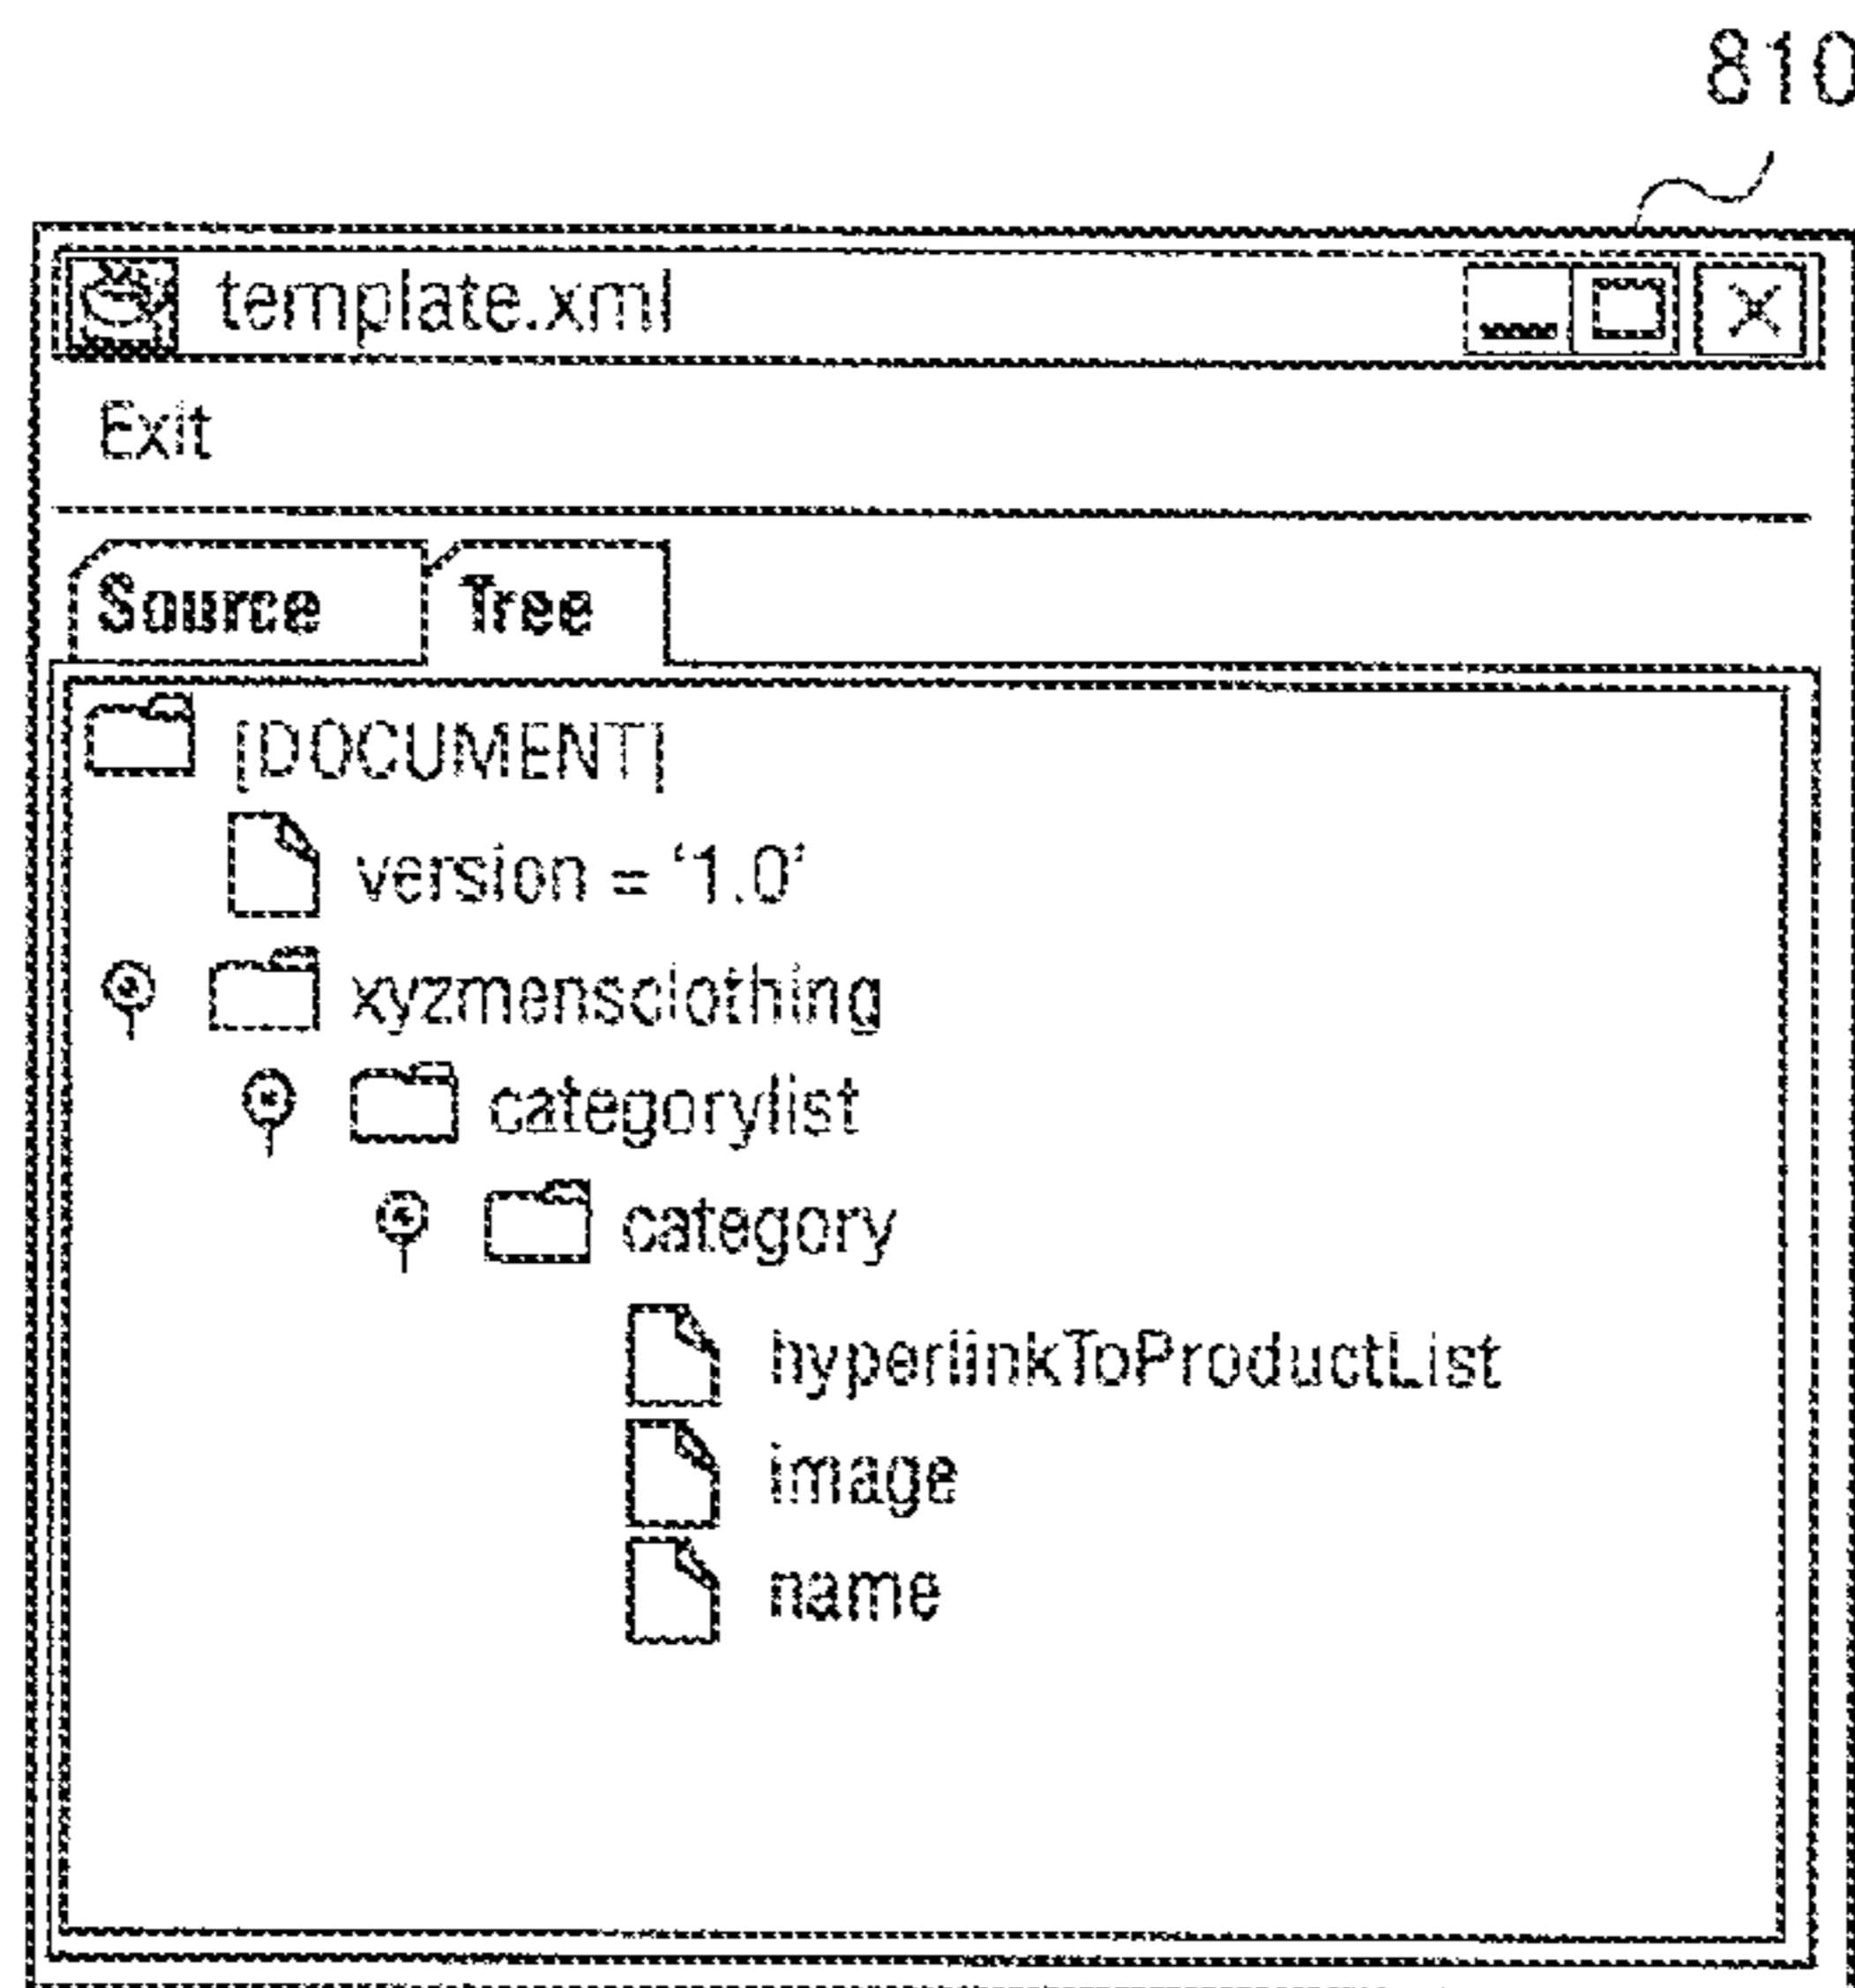 810
template.xml
Exit
Source Tree
[DOCUMENT]
version = ‘1.0’
xyzmensclothing
categorylist
category
hyperlinkToProductList
image
name